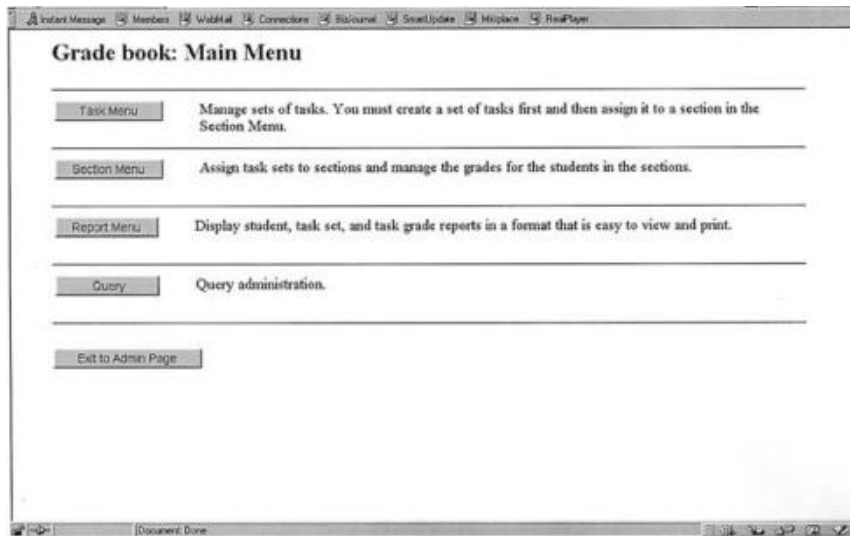 Instant Message Members WebMail Connections BizJournal SmartUpdate Mktplace RealPlayer
Grade book: Main Menu
Task Menu Manage sets of tasks. You must create a set of tasks first and then assign it to a section in the
Section Menu.
Section Menu Assign task sets to sections and manage the grades for the students in the sections.
Report Menu Display student, task set, and task grade reports in a format that is easy to view and print.
Query Query administration.
Exit to Admin Page
Document: Done